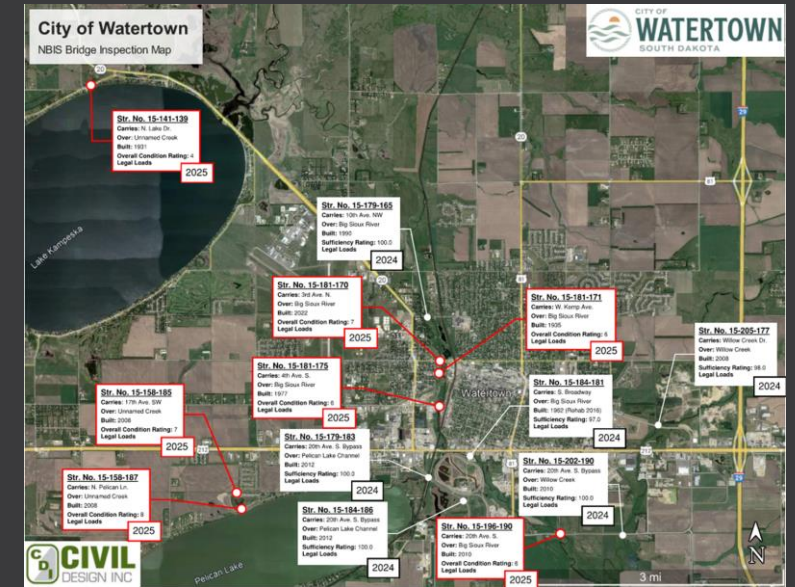 City of Watertown
NBIS Bridge Inspection Map
CITY OF
WATERTOWN
SOUTH DAKOTA
20
29
20
81
Str. No. 15-141-139
Carries: N. Lake Dr.
Over: Unnamed Creek
Built: 1931
Overall Condition Rating: 4
Legal Loads
2025
Lake Kampeska
Str. No. 15-179-165
Carries: 10th Ave. NW
Over: Big Sioux River
Built: 1990
Sufficiency Rating: 100.0
Legal Loads
2024
20
81
Str. No. 15-181-170
Carries: 3rd Ave. N.
Over: Big Sioux River
Built: 2022
Overall Condition Rating: 7
Legal Loads
2025
Str. No. 15-181-171
Carries: W. Kemp Ave.
Over: Big Sioux River
Built: 1935
Overall Condition Rating: 6
Legal Loads
2025
Str. No. 15-205-177
Carries: Willow Creek Dr.
Over: Willow Creek
Built: 2008
Sufficiency Rating: 98.0
Legal Loads
2024
Str. No. 15-181-175
Carries: 4th Ave. S.
Over: Big Sioux River
Built: 1977
Overall Condition Rating: 6
Legal Loads
2025
Watertown
Str. No. 15-184-181
Carries: S. Broadway
Over: Big Sioux River
Built: 1962 (Rehab 2016)
Sufficiency Rating: 97.0
Legal Loads
2024
Str. No. 15-158-185
Carries: 17th Ave. SW
Over: Unnamed Creek
Built: 2008
Overall Condition Rating: 7
Legal Loads
2025
212
Str. No. 15-179-183
Carries: 20th Ave. S. Bypass
Over: Pelican Lake Channel
Built: 2012
Sufficiency Rating: 100.0
Legal Loads
2024
81
212
29
Str. No. 15-202-190
Carries: 20th Ave. S. Bypass
Over: Willow Creek
Built: 2010
Sufficiency Rating: 100.0
Legal Loads
2024
Str. No. 15-158-187
Carries: N. Pelican Ln.
Over: Unnamed Creek
Built: 2008
Overall Condition Rating: 6
Legal Loads
2025
Str. No. 15-184-186
Carries: 20th Ave. S. Bypass
Over: Pelican Lake Channel
Built: 2012
Sufficiency Rating: 100.0
Legal Loads
2024
Str. No. 15-196-190
Carries: 20th Ave. S.
Over: Big Sioux River
Built: 2010
Overall Condition Rating: 6
Legal Loads
2025
CDI CIVIL
DESIGN INC
Pelican Lake
3 mi
N